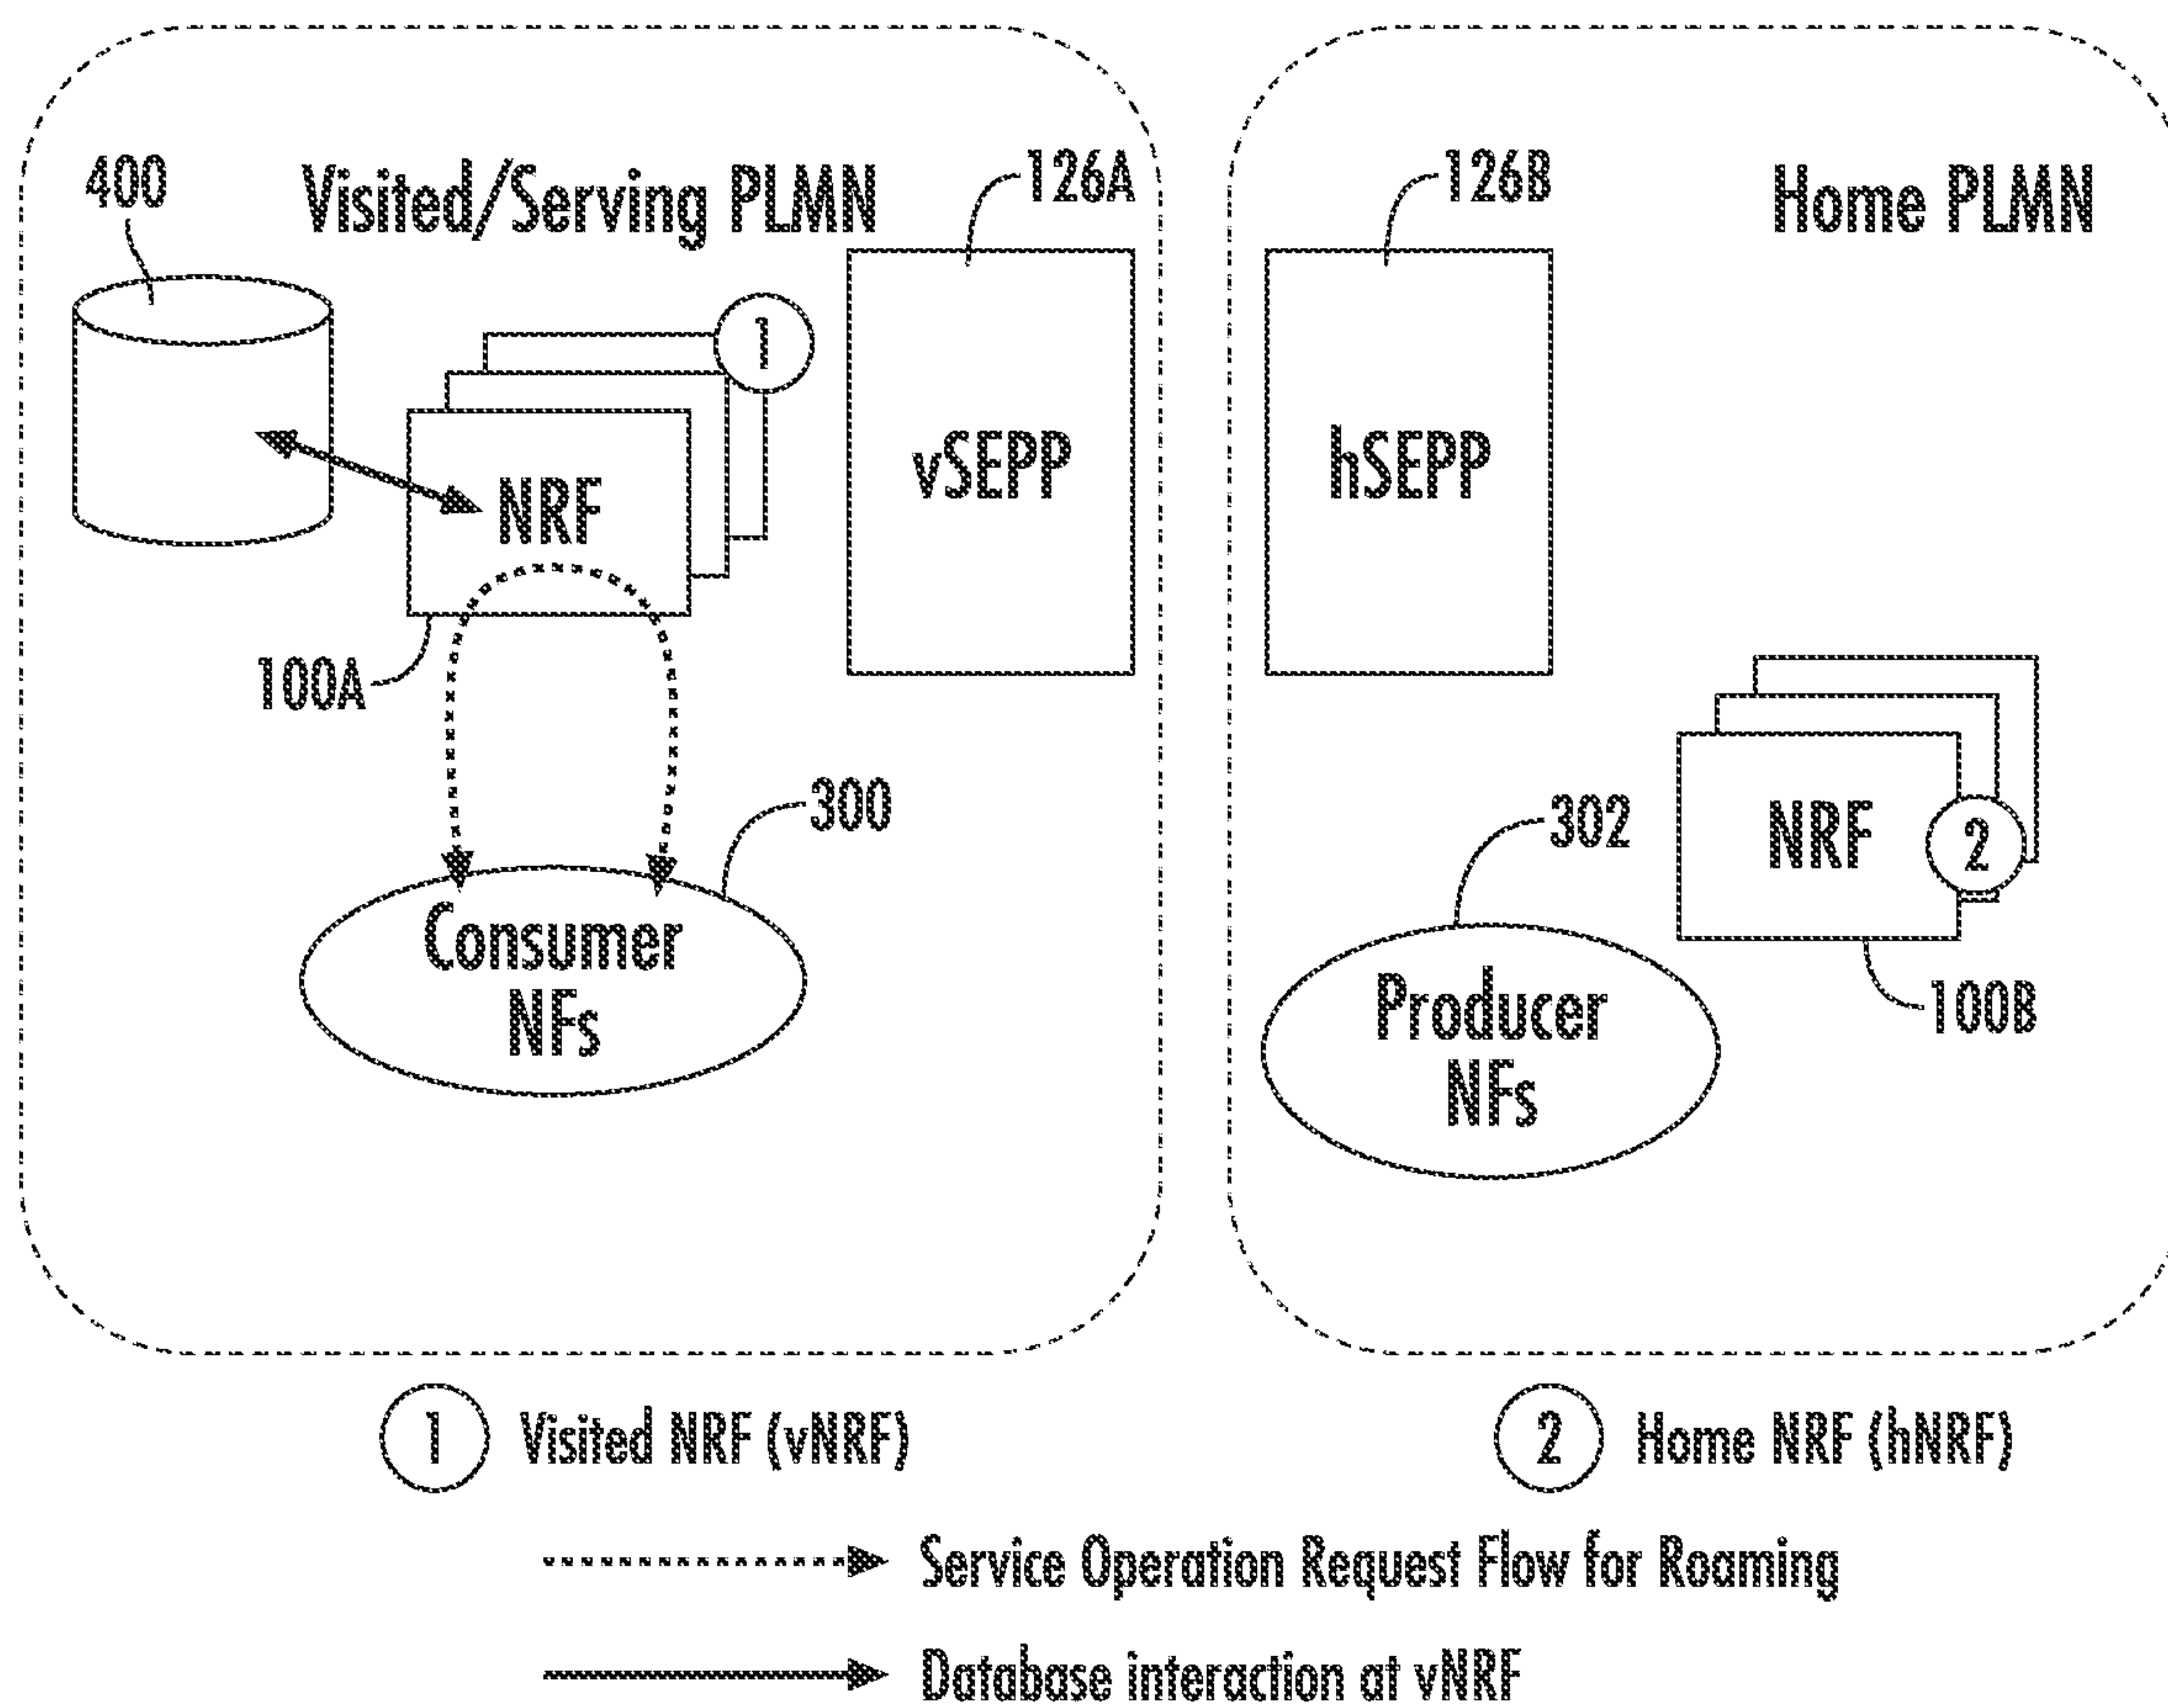 400
Visited/Serving PLMN
126A
126B
Home PLMN
1
vSEPP
hSEPP
NRF
100A
300
302
NRF
2
Consumer
NFs
Producer
NFs
100B
1 Visited NRF (vNRF)
2 Home NRF (hNRF)
Service Operation Request Flow for Roaming
Database interaction at vNRF